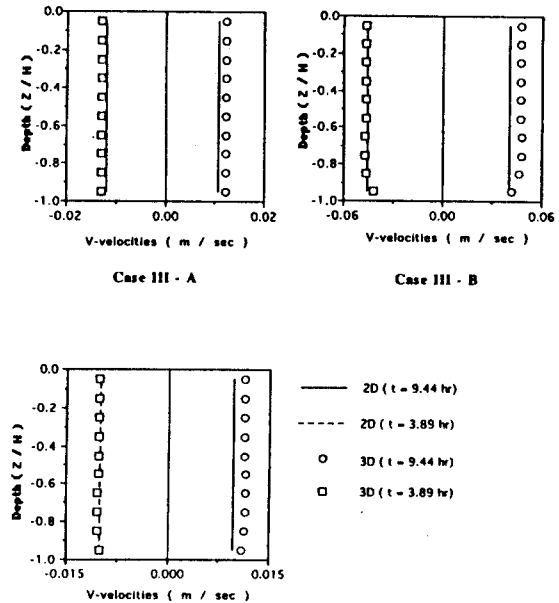 0.0
-0.2
-0.4
-0.6
-0.8
-1.0
Depth ( Z / H )
-0.02 0.00 0.02
V-velocities ( m / sec )
Case III - A
0.0
-0.2
-0.4
-0.6
-0.8
-1.0
Depth ( Z / H )
-0.06 0.00 0.06
V-velocities ( m / sec )
Case III - B
0.0
-0.2
-0.4
-0.6
-0.8
-1.0
Depth ( Z / H )
-0.015 0.000 0.015
V-velocities ( m / sec )
2D ( t = 9.44 hr)
2D ( t = 3.89 hr)
3D ( t = 9.44 hr)
3D ( t = 3.89 hr)